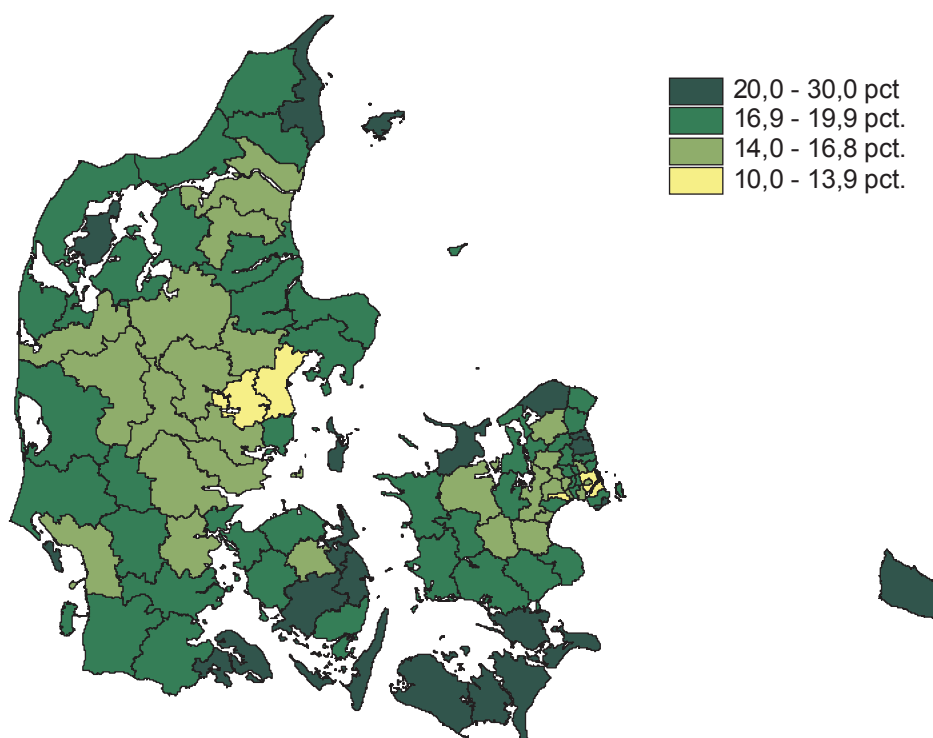 20,0 - 30,0 pct
16,9 - 19,9 pct.
14,0 - 16,8 pct.
10,0 - 13,9 pct.